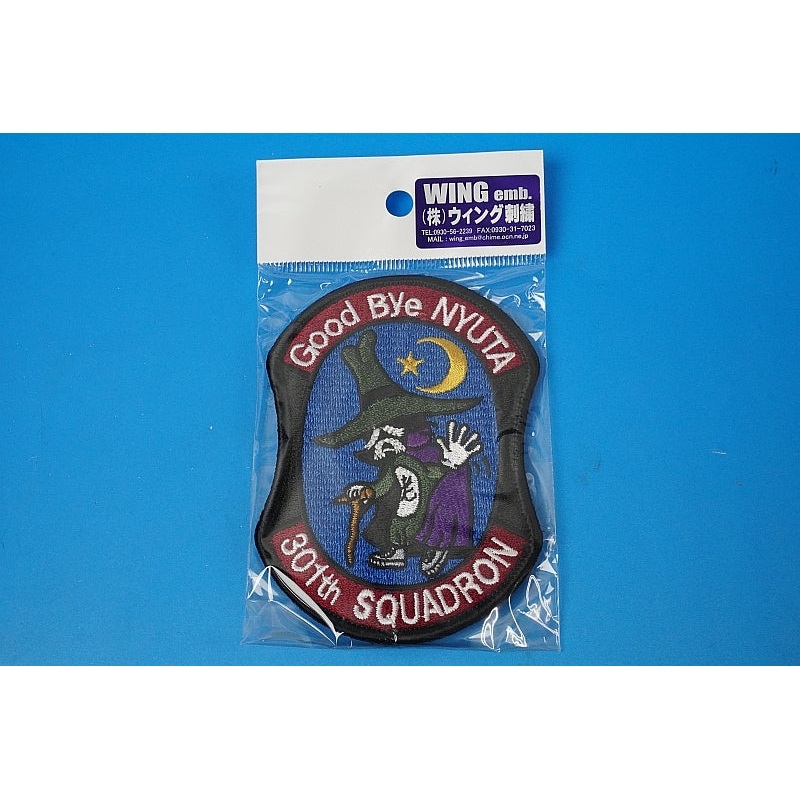 WING emb.
(株)ウィング刺繍
TEL:0930-56-2239 FAX:0930-31-7023
MAIL : wing_emb@chime.ocn.ne.jp
Good Bye NYUTA
301th SQUADRON